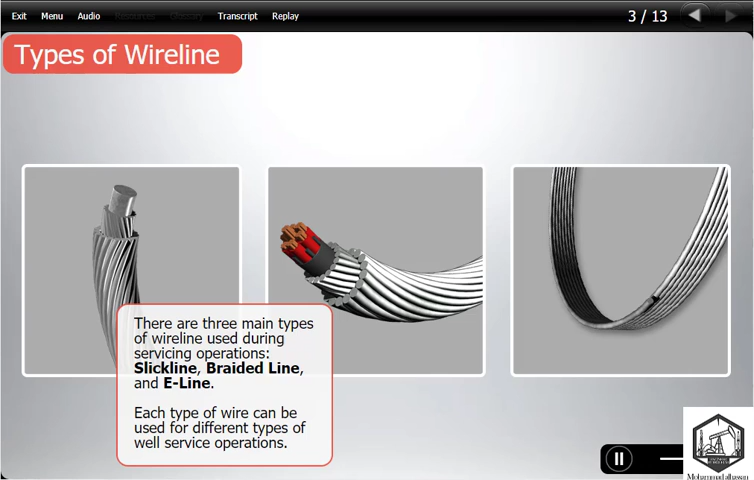 Exit Menu Audio Resources Glossary Transcript Replay 3 / 13
Types of Wireline
There are three main types
of wireline used during
servicing operations:
Slickline, Braided Line,
and E-Line.
Each type of wire can be
used for different types of
well service operations.